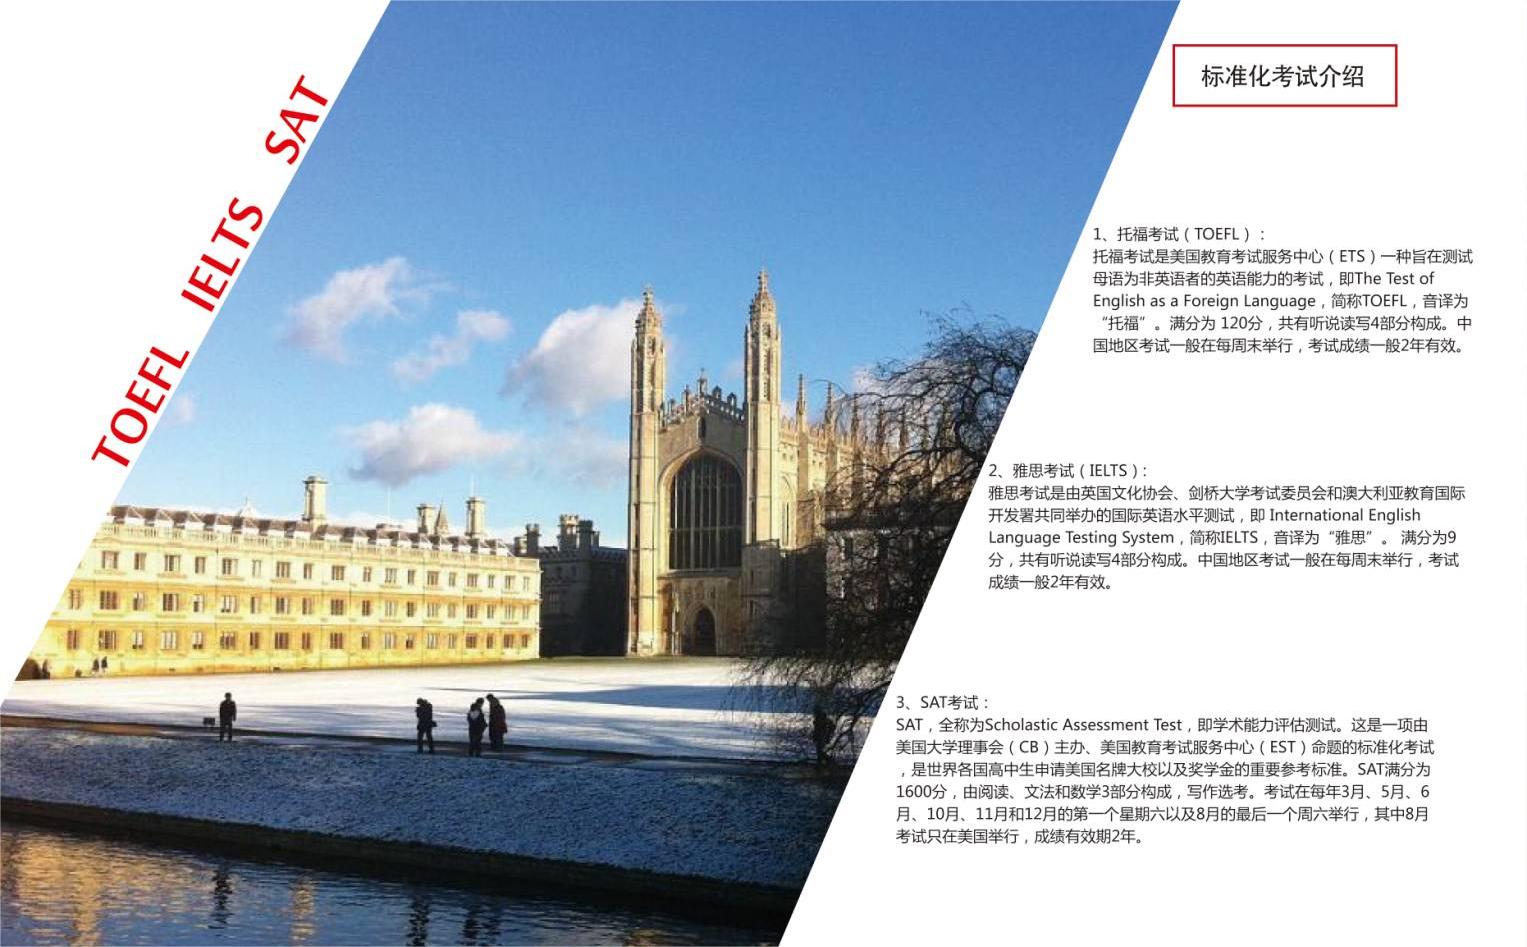 TOEFL IELTS SAT
标准化考试介绍
1、托福考试（TOEFL）：
托福考试是美国教育考试服务中心（ETS）一种旨在测试
母语为非英语者的英语能力的考试，即The Test of
English as a Foreign Language，简称TOEFL，音译为
“托福”。满分为 120分，共有听说读写4部分构成。中
国地区考试一般在每周末举行，考试成绩一般2年有效。
2、雅思考试（IELTS）：
雅思考试是由英国文化协会、剑桥大学考试委员会和澳大利亚教育国际
开发署共同举办的国际英语水平测试，即 International English
Language Testing System，简称IELTS，音译为“雅思”。 满分为9
分，共有听说读写4部分构成。中国地区考试一般在每周末举行，考试
成绩一般2年有效。
3、SAT考试：
SAT，全称为Scholastic Assessment Test，即学术能力评估测试。这是一项由
美国大学理事会（CB）主办、美国教育考试服务中心（EST）命题的标准化考试
，是世界各国高中生申请美国名牌大校以及奖学金的重要参考标准。SAT满分为
1600分，由阅读、文法和数学3部分构成，写作选考。考试在每年3月、5月、6
月、10月、11月和12月的第一个星期六以及8月的最后一个周六举行，其中8月
考试只在美国举行，成绩有效期2年。